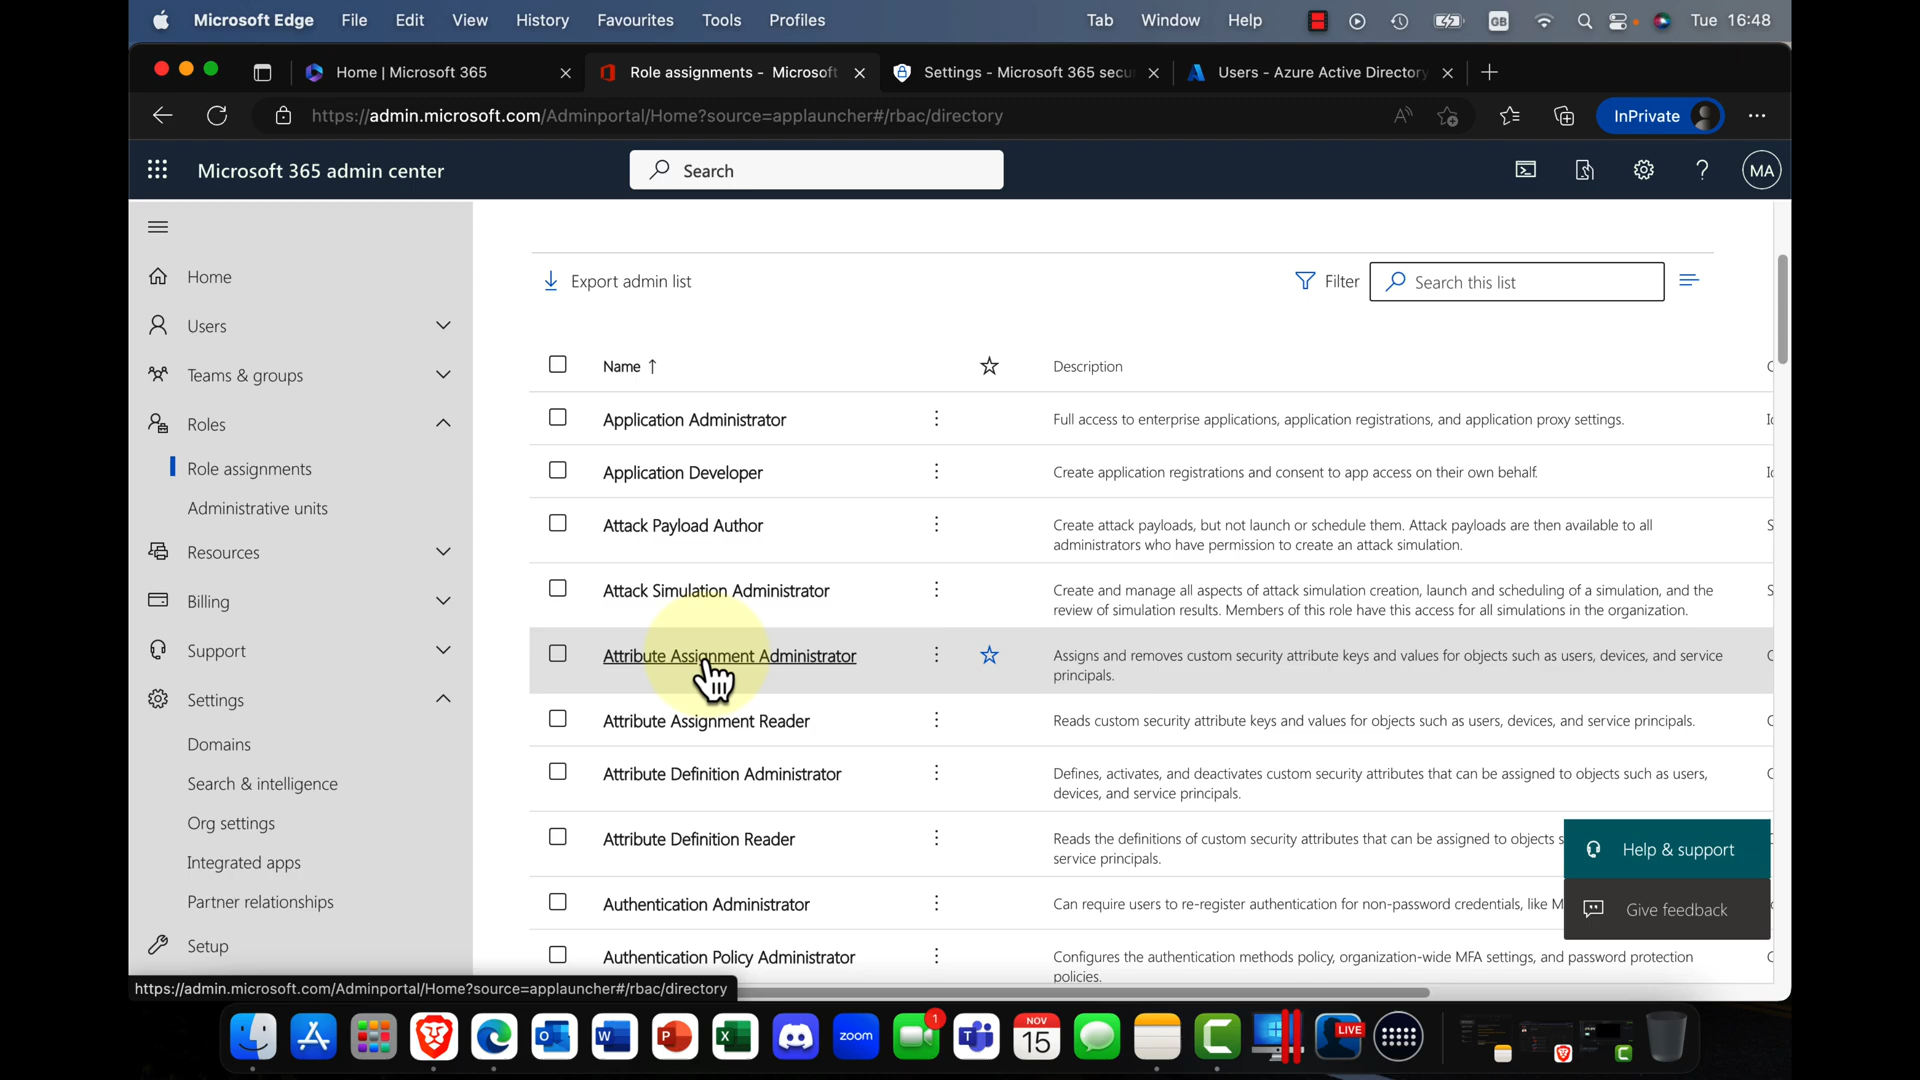 Microsoft Edge File Edit View History Favourites Tools Profiles Tab Window Help GB Tue 16:48
Home | Microsoft 365 Role assignments - Microsoft Settings - Microsoft 365 secu Users - Azure Active Directory
https://admin.microsoft.com/Adminportal/Home?source=applauncher#/rbac/directory InPrivate
Microsoft 365 admin center Search MA
Home
Users
Teams & groups
Roles
Role assignments
Administrative units
Resources
Billing
Support
Settings
Domains
Search & intelligence
Org settings
Integrated apps
Partner relationships
Setup
Export admin list Filter Search this list
Name ↑ Description
Application Administrator Full access to enterprise applications, application registrations, and application proxy settings.
Application Developer Create application registrations and consent to app access on their own behalf.
Attack Payload Author Create attack payloads, but not launch or schedule them. Attack payloads are then available to all
administrators who have permission to create an attack simulation.
Attack Simulation Administrator Create and manage all aspects of attack simulation creation, launch and scheduling of a simulation, and the
review of simulation results. Members of this role have this access for all simulations in the organization.
Attribute Assignment Administrator Assigns and removes custom security attribute keys and values for objects such as users, devices, and service
principals.
Attribute Assignment Reader Reads custom security attribute keys and values for objects such as users, devices, and service principals.
Attribute Definition Administrator Defines, activates, and deactivates custom security attributes that can be assigned to objects such as users,
devices, and service principals.
Attribute Definition Reader Reads the definitions of custom security attributes that can be assigned to objects s
service principals.
Authentication Administrator Can require users to re-register authentication for non-password credentials, like M
Authentication Policy Administrator Configures the authentication methods policy, organization-wide MFA settings, and password protection
policies.
Help & support
Give feedback
https://admin.microsoft.com/Adminportal/Home?source=applauncher#/rbac/directory
zoom 1 NOV 15 LIVE